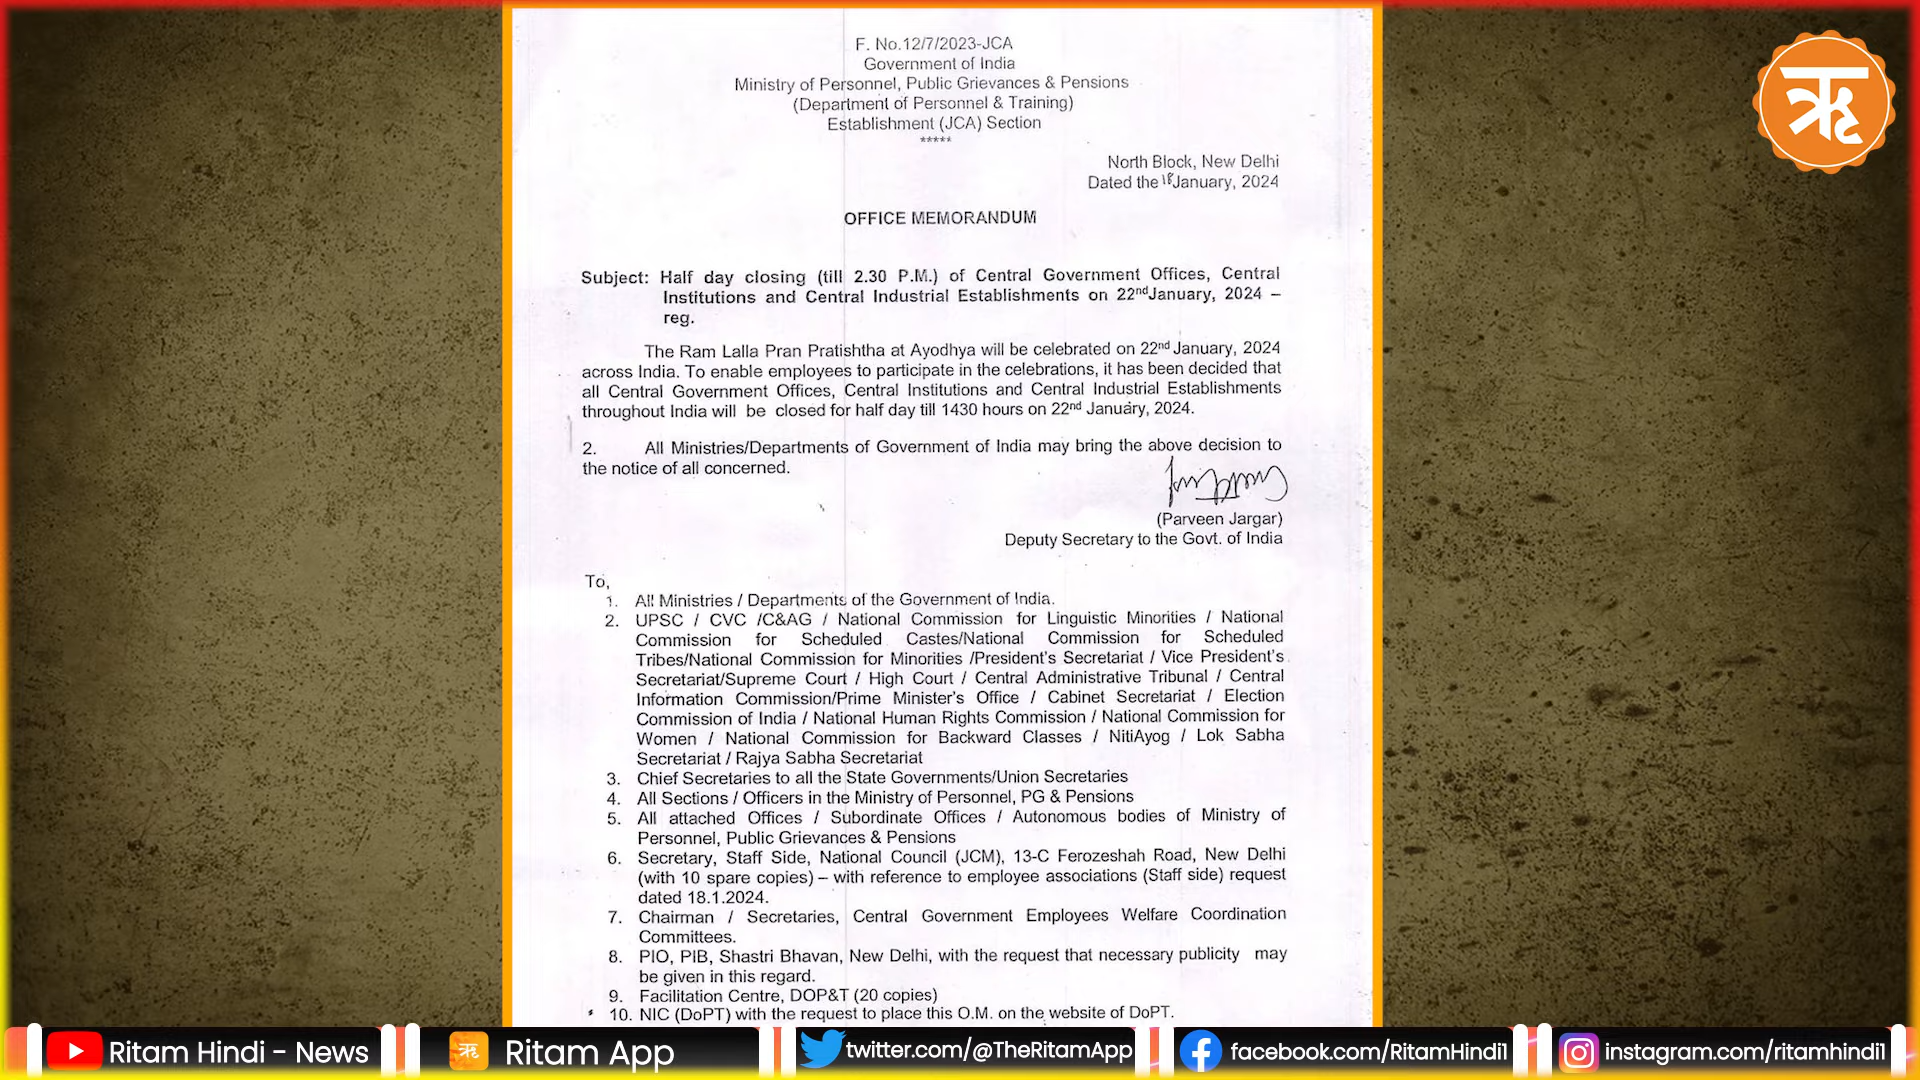 F. No.12/7/2023-JCA
Government of India
Ministry of Personnel, Public Grievances & Pensions
(Department of Personnel & Training)
Establishment (JCA) Section
*****
North Block, New Delhi
Dated the 18 January, 2024
OFFICE MEMORANDUM
Subject: Half day closing (till 2.30 P.M.) of Central Government Offices, Central
Institutions and Central Industrial Establishments on 22nd January, 2024 –
reg.
The Ram Lalla Pran Pratishtha at Ayodhya will be celebrated on 22nd January, 2024
across India. To enable employees to participate in the celebrations, it has been decided that
all Central Government Offices, Central Institutions and Central Industrial Establishments
throughout India will be closed for half day till 1430 hours on 22nd January, 2024.
2. All Ministries/Departments of Government of India may bring the above decision to
the notice of all concerned.
(Parveen Jargar)
Deputy Secretary to the Govt. of India
To,
1. All Ministries / Departments of the Government of India.
2. UPSC / CVC /C&AG / National Commission for Linguistic Minorities / National
Commission for Scheduled Castes/National Commission for Scheduled
Tribes/National Commission for Minorities /President's Secretariat / Vice President's
Secretariat/Supreme Court / High Court / Central Administrative Tribunal / Central
Information Commission/Prime Minister's Office / Cabinet Secretariat / Election
Commission of India / National Human Rights Commission / National Commission for
Women / National Commission for Backward Classes / NitiAyog / Lok Sabha
Secretariat / Rajya Sabha Secretariat
3. Chief Secretaries to all the State Governments/Union Secretaries
4. All Sections / Officers in the Ministry of Personnel, PG & Pensions
5. All attached Offices / Subordinate Offices / Autonomous bodies of Ministry of
Personnel, Public Grievances & Pensions
6. Secretary, Staff Side, National Council (JCM), 13-C Ferozeshah Road, New Delhi
(with 10 spare copies) – with reference to employee associations (Staff side) request
dated 18.1.2024.
7. Chairman / Secretaries, Central Government Employees Welfare Coordination
Committees.
8. PIO, PIB, Shastri Bhavan, New Delhi, with the request that necessary publicity may
be given in this regard.
9. Facilitation Centre, DOP&T (20 copies)
10. NIC (DoPT) with the request to place this O.M. on the website of DoPT.
ऋ
Ritam Hindi - News
ऋ
Ritam App
twitter.com/@TheRitamApp
facebook.com/RitamHindi1
instagram.com/ritamhindi1